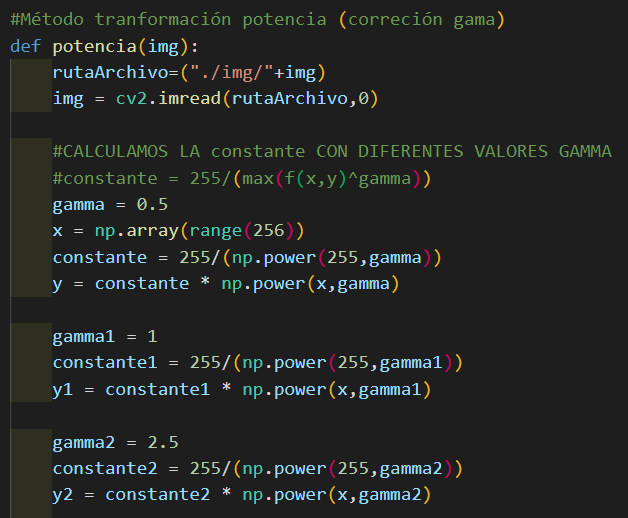 #Método tranformación potencia (correción gama)
def potencia(img):
rutaArchivo=("./img/"+img)
img = cv2.imread(rutaArchivo,0)
#CALCULAMOS LA constante CON DIFERENTES VALORES GAMMA
#constante = 255/(max(f(x,y)^gamma))
gamma = 0.5
x = np.array(range(256))
constante = 255/(np.power(255,gamma))
y = constante * np.power(x,gamma)
gamma1 = 1
constante1 = 255/(np.power(255,gamma1))
y1 = constante1 * np.power(x,gamma1)
gamma2 = 2.5
constante2 = 255/(np.power(255,gamma2))
y2 = constante2 * np.power(x,gamma2)